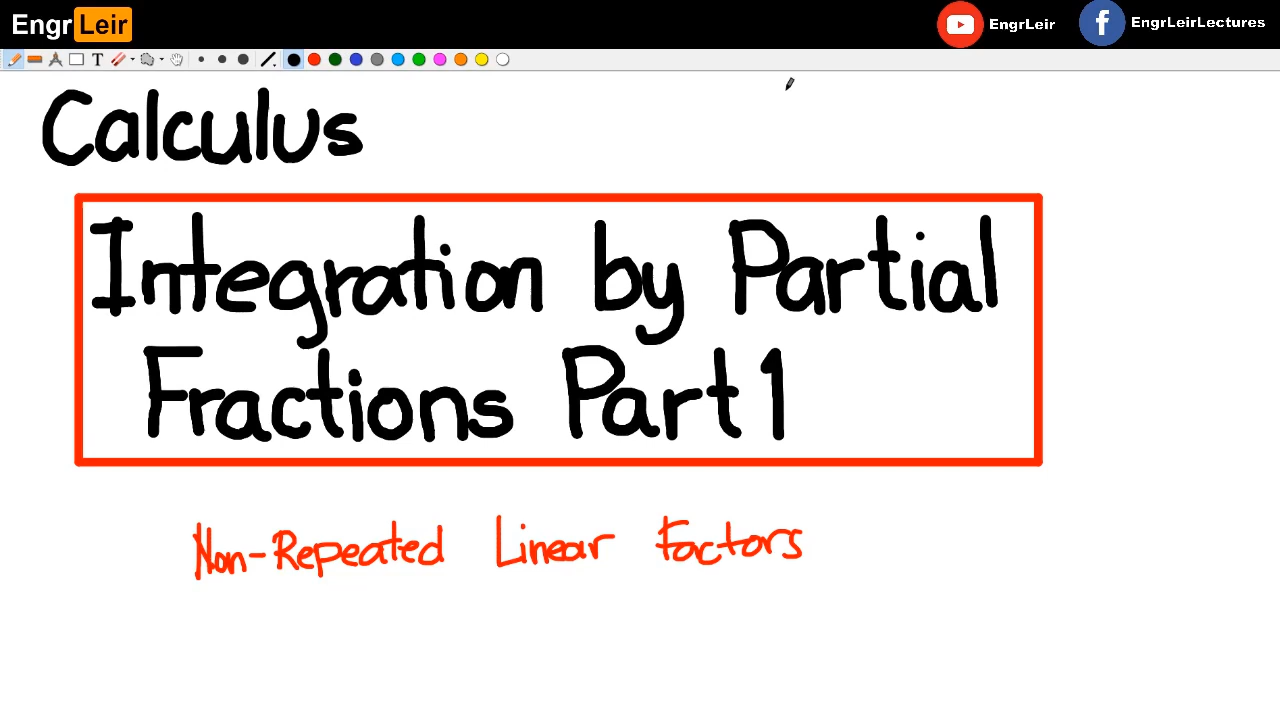 EngrLeir
EngrLeir
EngrLeirLectures
T
Calculus
Integration by Partial
Fractions Part 1
Non-Repeated Linear Factors